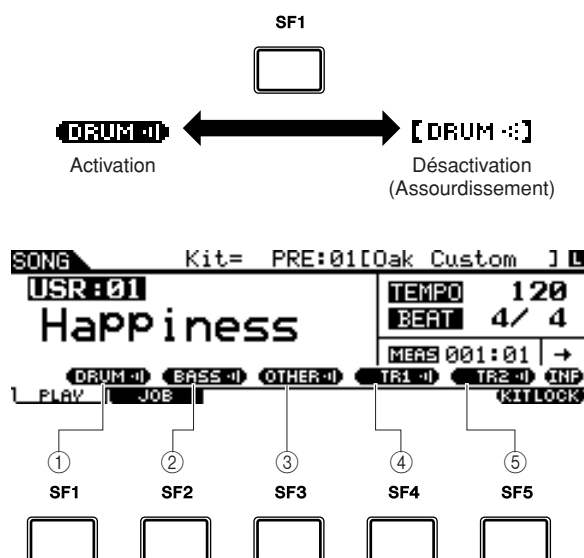 SF1
DRUM [DRUM]
Activation Désactivation
(Assourdissement)
SONG Kit= PRE:01[Oak Custom ] L
USR:01 TEMPO 120
Happiness BEAT 4/ 4
MEAS 001:01 →
DRUM BASS OTHER TR1 TR2 INP
PLAY JOB KITLOCK
① ② ③ ④ ⑤
SF1 SF2 SF3 SF4 SF5